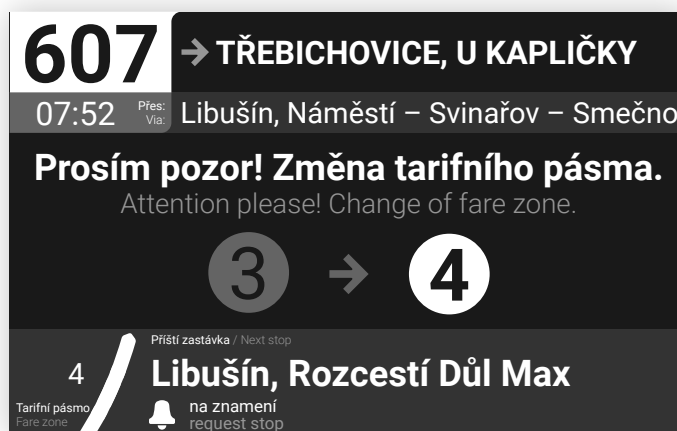 607 → TŘEBICHOVICE, U KAPLIČKY
07:52 Přes: Libušín, Náměstí – Svinařov – Smečno
Via:
Prosím pozor! Změna tarifního pásma.
Attention please! Change of fare zone.
3 → 4
Příští zastávka / Next stop
4 Libušín, Rozcestí Důl Max
Tarifní pásmo na znamení
Fare zone request stop